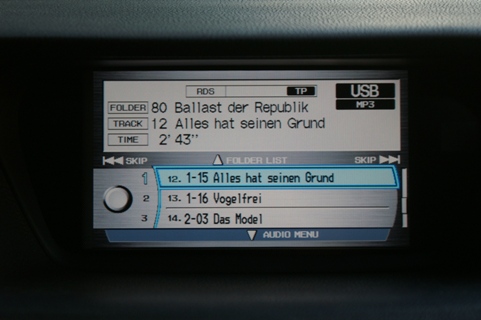 RDS TP USB
MP3
FOLDER 80 Ballast der Republik
TRACK 12 Alles hat seinen Grund
TIME 2'43''
SKIP FOLDER LIST SKIP
1 12. 1-15 Alles hat seinen Grund
2 13. 1-16 Vogelfrei
3 14. 2-03 Das Model
AUDIO MENU